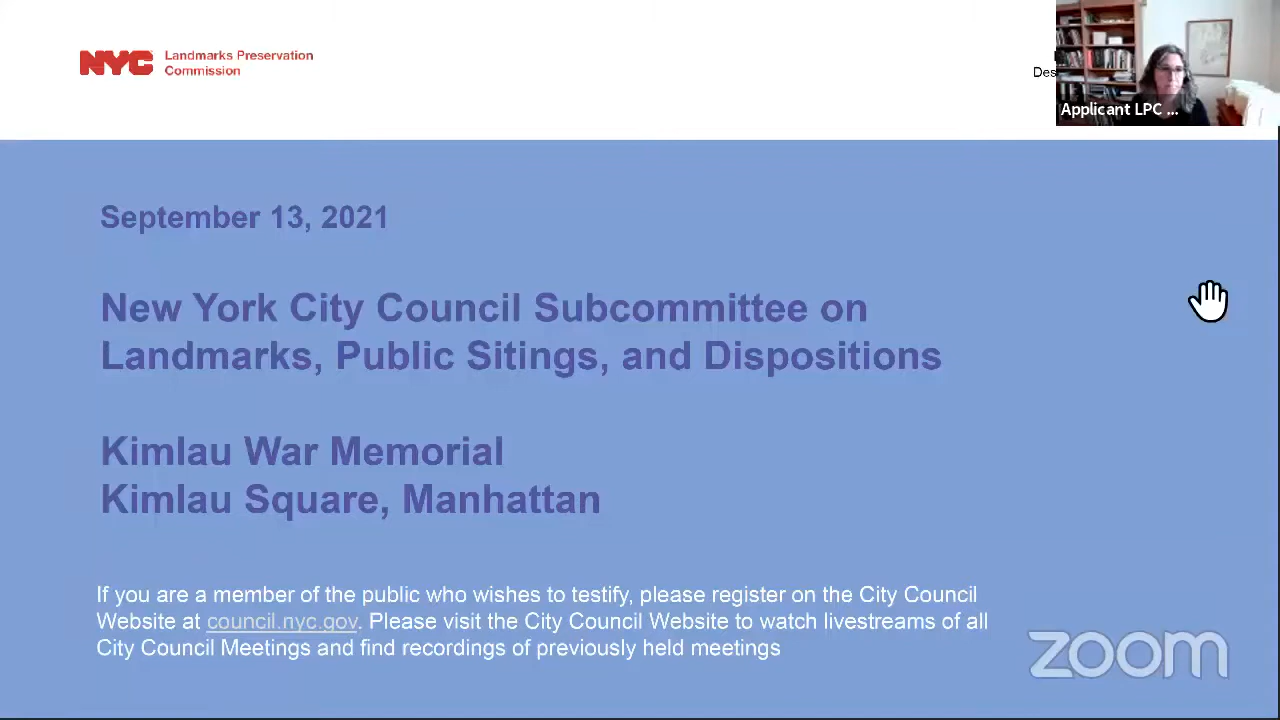 NYC
Landmarks Preservation
Commission
Des
Applicant LPC ...
September 13, 2021
New York City Council Subcommittee on
Landmarks, Public Sitings, and Dispositions
Kimlau War Memorial
Kimlau Square, Manhattan
If you are a member of the public who wishes to testify, please register on the City Council
Website at council.nyc.gov. Please visit the City Council Website to watch livestreams of all
City Council Meetings and find recordings of previously held meetings
zoom